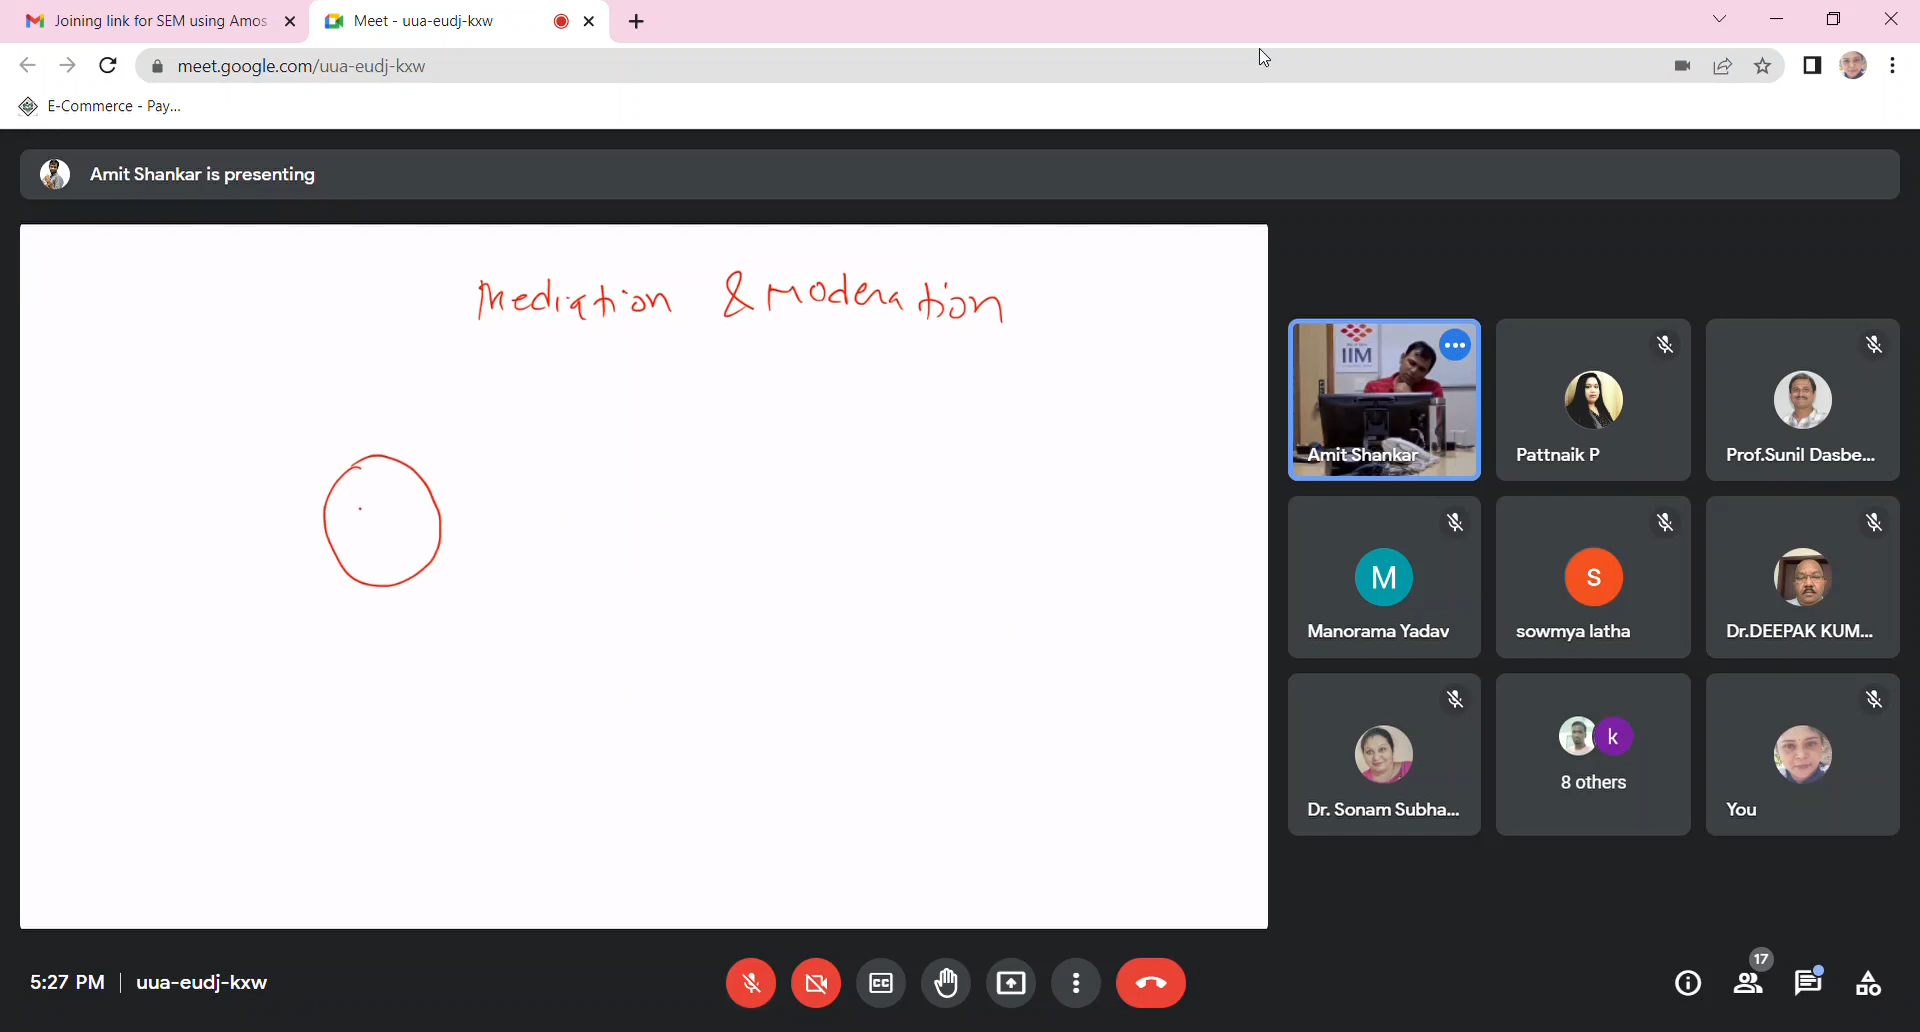 Joining link for SEM using Amos
Meet - uua-eudj-kxw
meet.google.com/uua-eudj-kxw
E-Commerce - Pay...
Amit Shankar is presenting
Mediation & Moderation
IIM
Amit Shankar
Pattnaik P
Prof.Sunil Dasbe...
M
S
Manorama Yadav
sowmya latha
Dr.DEEPAK KUM...
k
8 others
Dr. Sonam Subha...
You
17
5:27 PM
uua-eudj-kxw
CC